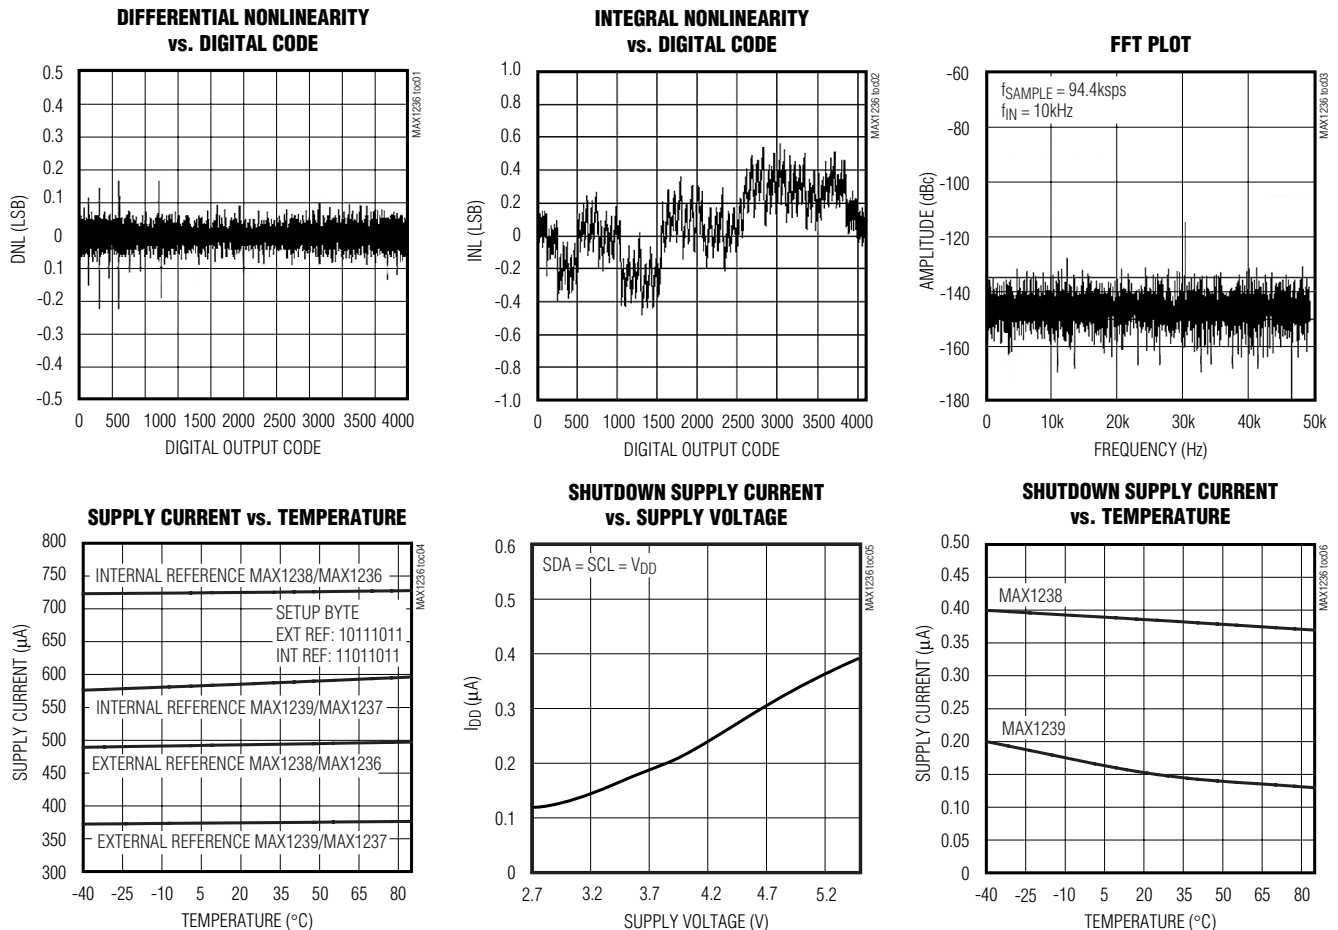 DIFFERENTIAL NONLINEARITY
vs. DIGITAL CODE
MAX1236 toc01
0.5
0.4
0.3
0.2
0.1
0
0.1
-0.2
-0.3
-0.4
-0.5
DNL (LSB)
0 500 1000 1500 2000 2500 3000 3500 4000
DIGITAL OUTPUT CODE
INTEGRAL NONLINEARITY
vs. DIGITAL CODE
MAX1236 toc02
1.0
0.8
0.6
0.4
0.2
0
-0.2
-0.4
-0.6
-0.8
-1.0
INL (LSB)
0 500 1000 1500 2000 2500 3000 3500 4000
DIGITAL OUTPUT CODE
FFT PLOT
MAX1236 toc03
fSAMPLE = 94.4ksps
fIN = 10kHz
-60
-80
-100
-120
-140
-160
-180
AMPLITUDE (dBc)
0 10k 20k 30k 40k 50k
FREQUENCY (Hz)
SUPPLY CURRENT vs. TEMPERATURE
MAX1236 toc04
800
750
700
650
600
550
500
450
400
350
300
SUPPLY CURRENT (µA)
INTERNAL REFERENCE MAX1238/MAX1236
SETUP BYTE
EXT REF: 10111011
INT REF: 11011011
INTERNAL REFERENCE MAX1239/MAX1237
EXTERNAL REFERENCE MAX1238/MAX1236
EXTERNAL REFERENCE MAX1239/MAX1237
-40 -25 -10 5 20 35 50 65 80
TEMPERATURE (°C)
SHUTDOWN SUPPLY CURRENT
vs. SUPPLY VOLTAGE
MAX1236 toc05
SDA = SCL = VDD
0.6
0.5
0.4
0.3
0.2
0.1
0
IDD (µA)
2.7 3.2 3.7 4.2 4.7 5.2
SUPPLY VOLTAGE (V)
SHUTDOWN SUPPLY CURRENT
vs. TEMPERATURE
MAX1236 toc06
0.50
0.45
0.40
0.35
0.30
0.25
0.20
0.15
0.10
0.05
0
SUPPLY CURRENT (µA)
MAX1238
MAX1239
-40 -25 -10 5 20 35 50 65 80
TEMPERATURE (°C)